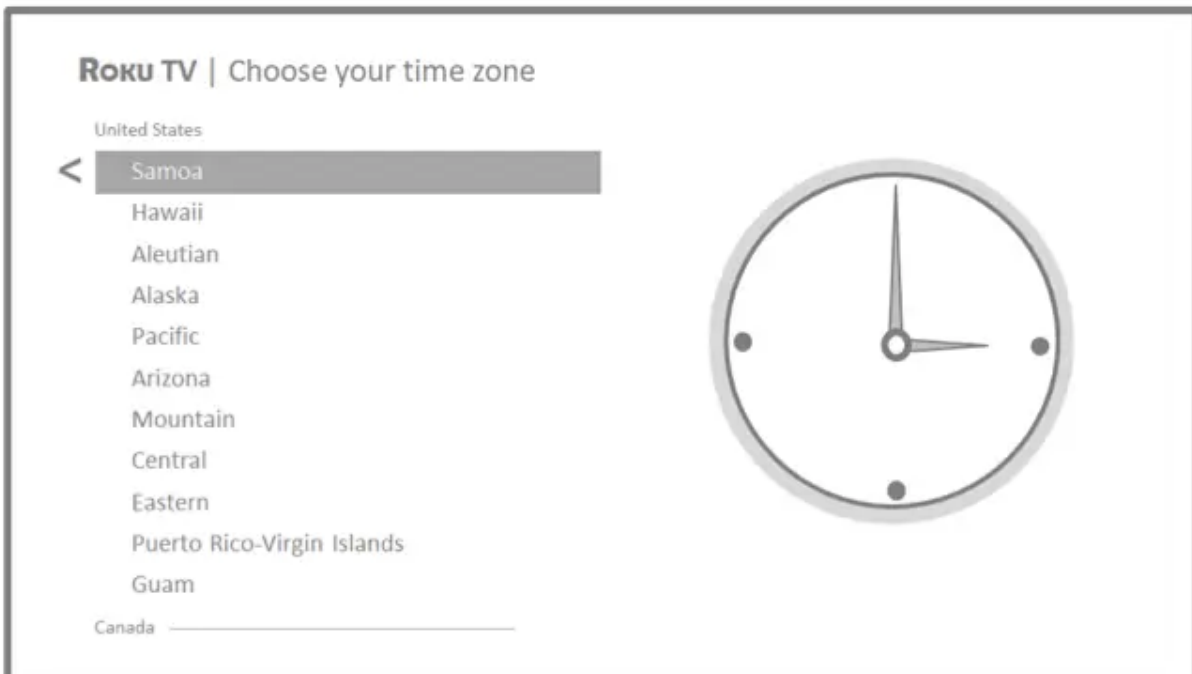 ROKU TV | Choose your time zone
United States
< Samoa
Hawaii
Aleutian
Alaska
Pacific
Arizona
Mountain
Central
Eastern
Puerto Rico-Virgin Islands
Guam
Canada